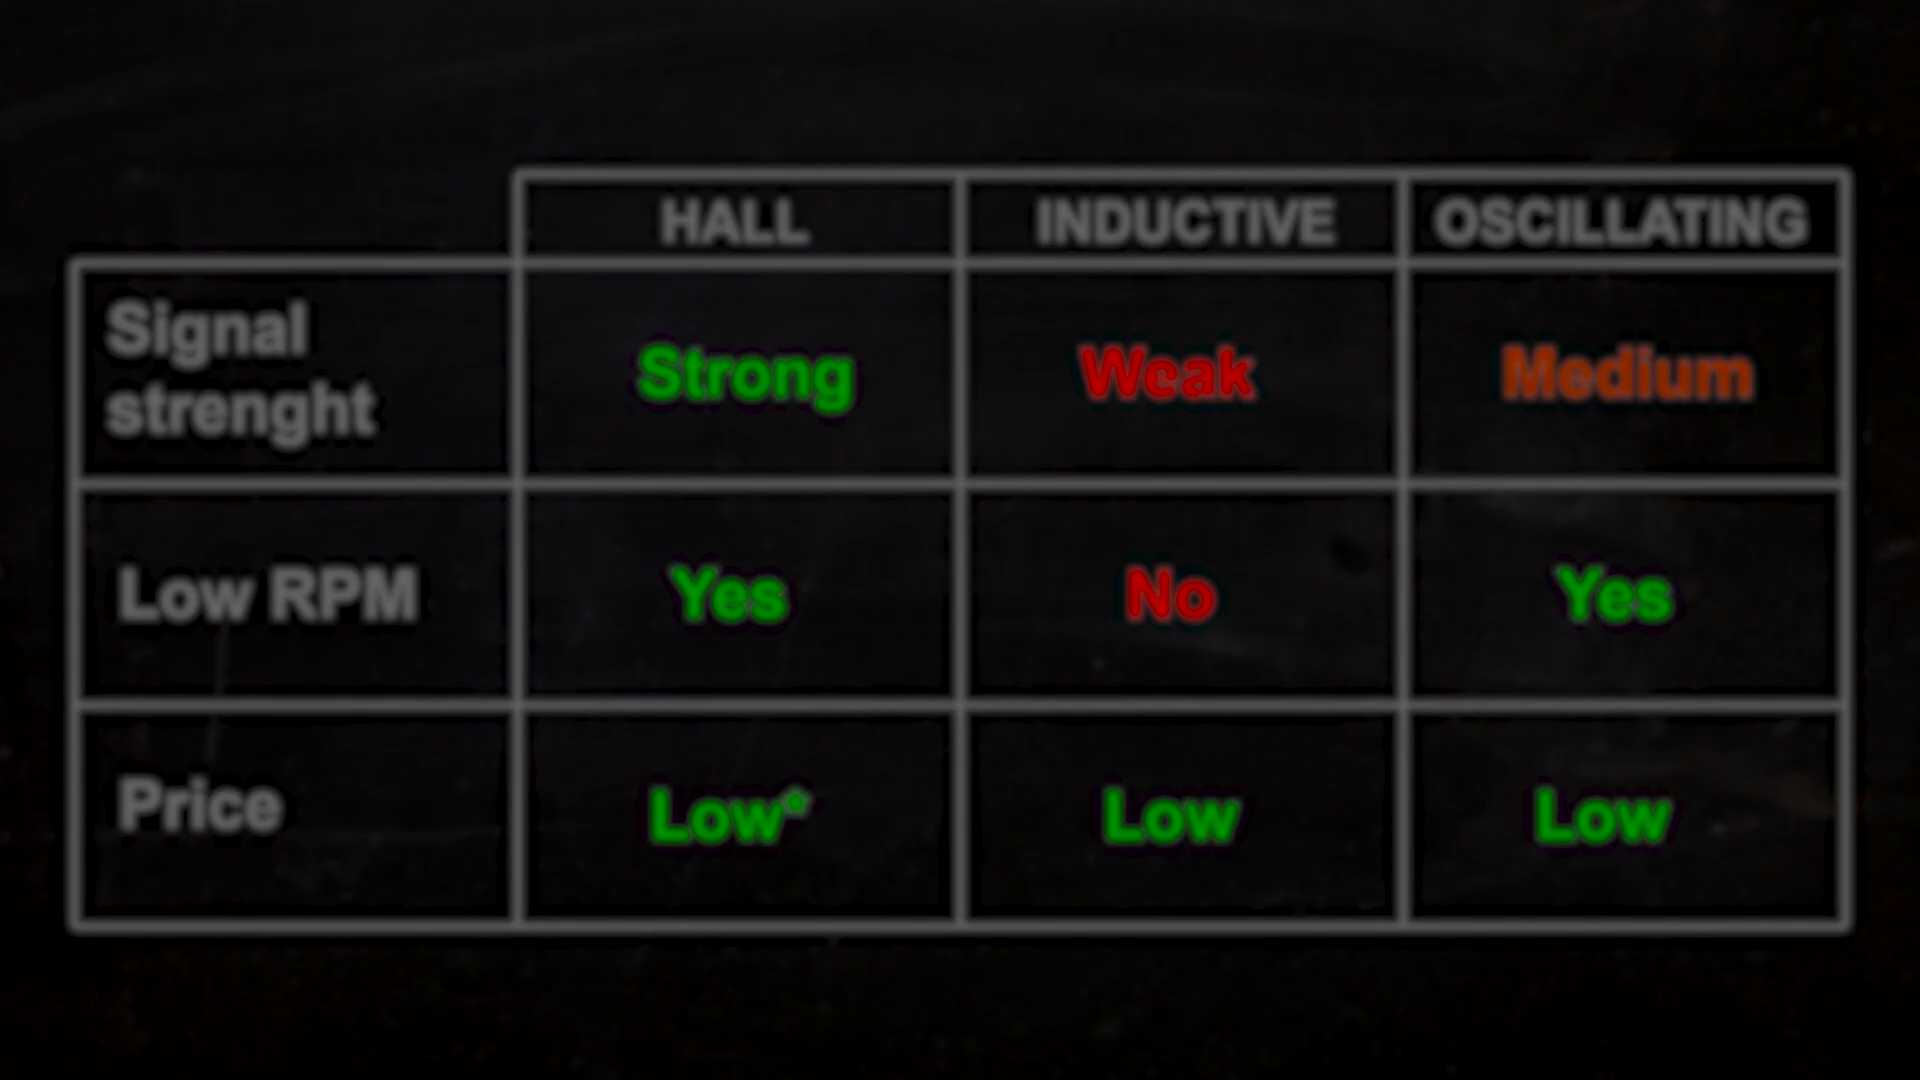 HALL INDUCTIVE OSCILLATING
Signal
strenght
Strong Weak Medium
Low RPM Yes No Yes
Price Low* Low Low